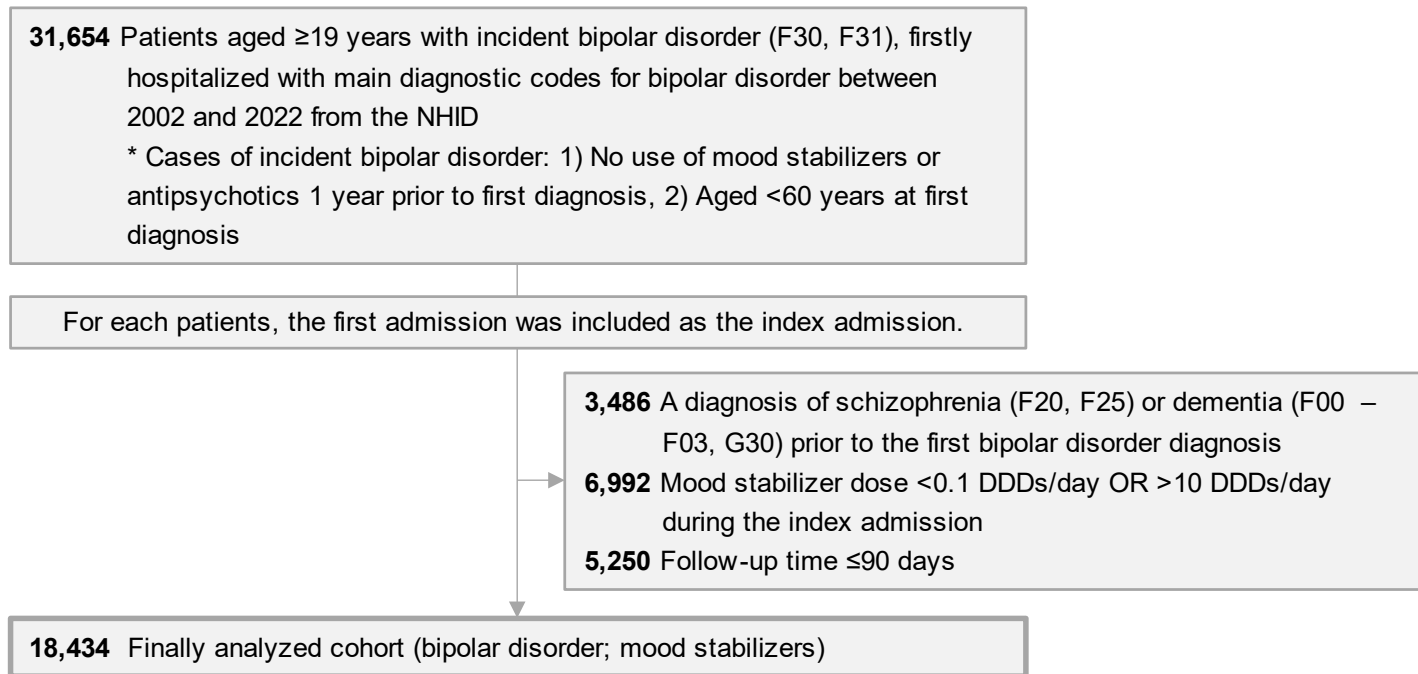 31,654 Patients aged ≥19 years with incident bipolar disorder (F30, F31), firstly
hospitalized with main diagnostic codes for bipolar disorder between
2002 and 2022 from the NHID
* Cases of incident bipolar disorder: 1) No use of mood stabilizers or
antipsychotics 1 year prior to first diagnosis, 2) Aged <60 years at first
diagnosis
For each patients, the first admission was included as the index admission.
3,486 A diagnosis of schizophrenia (F20, F25) or dementia (F00 –
F03, G30) prior to the first bipolar disorder diagnosis
6,992 Mood stabilizer dose <0.1 DDDs/day OR >10 DDDs/day
during the index admission
5,250 Follow-up time ≤90 days
18,434 Finally analyzed cohort (bipolar disorder; mood stabilizers)